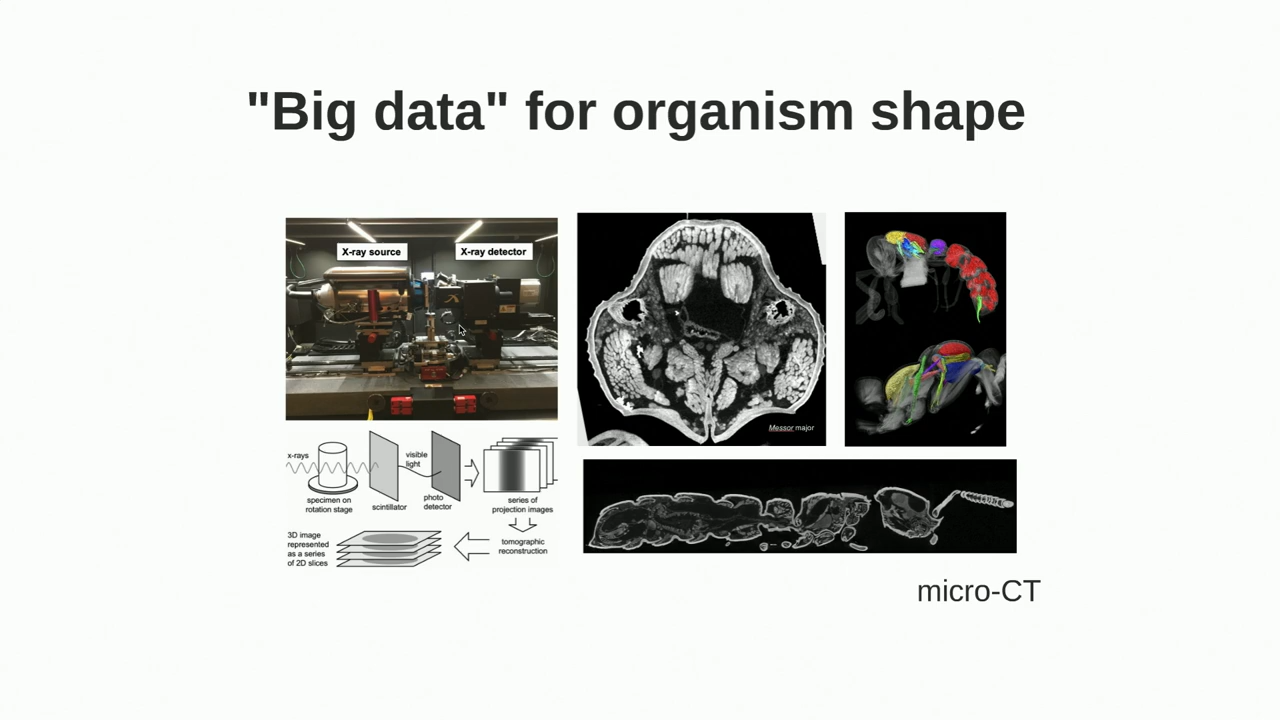 "Big data" for organism shape
X-ray source
X-ray detector
Messor major
x-rays
visible
light
specimen on
rotation stage
scintillator
photo
detector
series of
projection images
3D image
represented
as a series
of 2D slices
tomographic
reconstruction
micro-CT